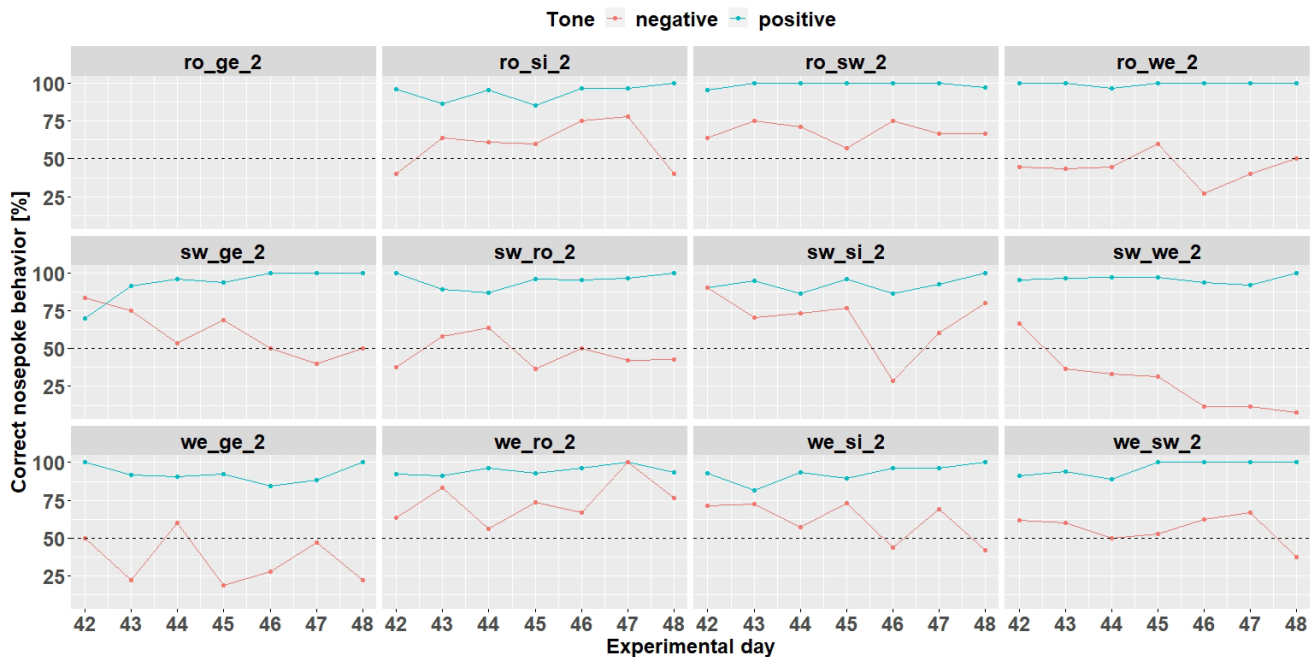 Tone negative positive
ro_ge_2 ro_si_2 ro_sw_2 ro_we_2
100
75
50
25
sw_ge_2 sw_ro_2 sw_si_2 sw_we_2
100
75
50
25
we_ge_2 we_ro_2 we_si_2 we_sw_2
100
75
50
25
42 43 44 45 46 47 48 42 43 44 45 46 47 48 42 43 44 45 46 47 48 42 43 44 45 46 47 48
Experimental day
Correct nosepoke behavior [%]